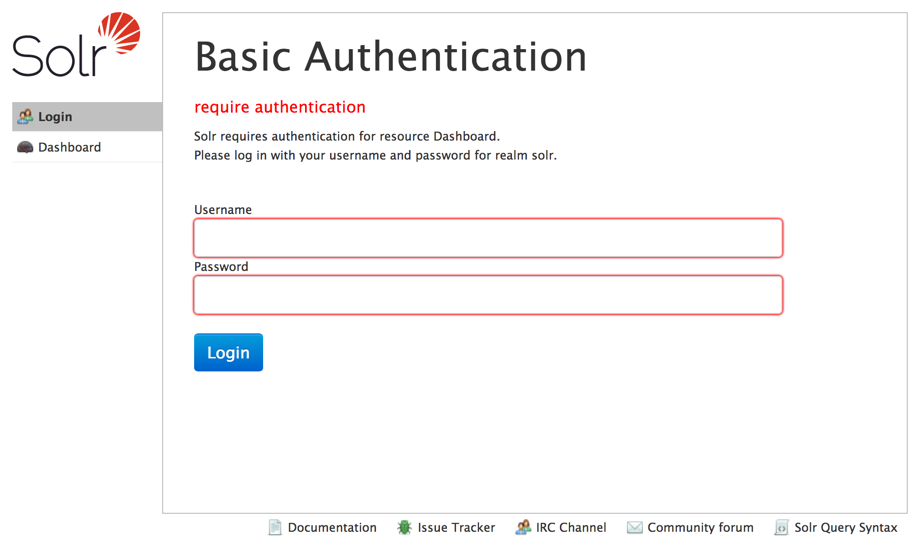 Solr
Login
Dashboard
Basic Authentication
require authentication
Solr requires authentication for resource Dashboard.
Please log in with your username and password for realm solr.
Username
Password
Login
Documentation
Issue Tracker
IRC Channel
Community forum
Solr Query Syntax